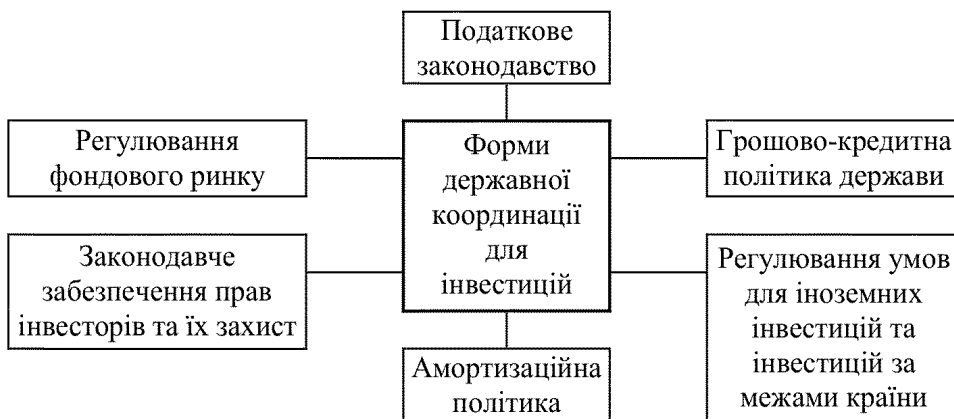 Податкове
законодавство
Регулювання
фондового ринку
Форми
державної
координації
для
інвестицій
Грошово-кредитна
політика держави
Законодавче
забезпечення прав
інвесторів та їх захист
Регулювання умов
для іноземних
інвестицій та
інвестицій за
межами країни
Амортизаційна
політика